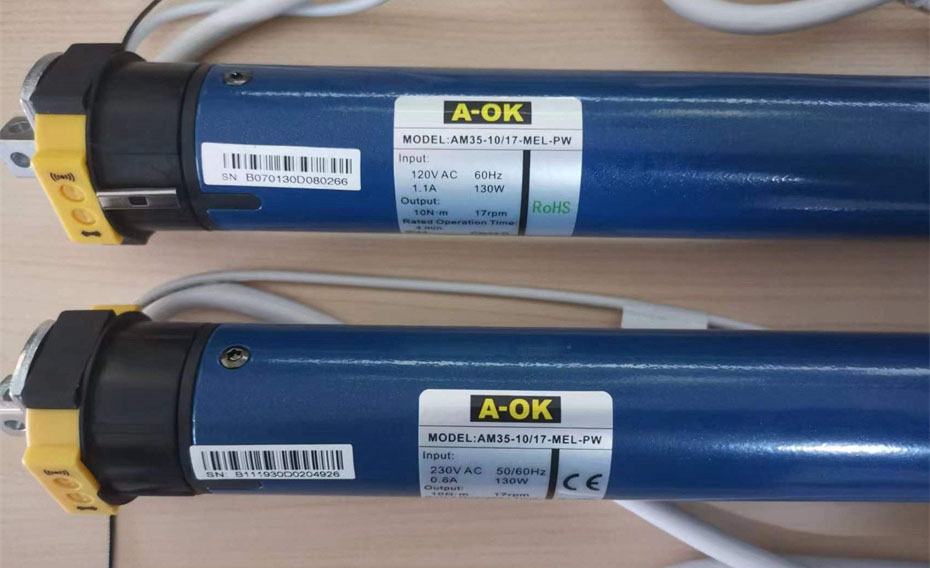 A-OK
MODEL:AM35-10/17-MEL-PW
Input:
120V AC 60Hz
1.1A 130W
Output:
10N·m 17rpm
Rated Operation Time:
RoHS
SN B070130D080266
A-OK
MODEL:AM35-10/17-MEL-PW
Input:
230V AC 50/60Hz
0.6A 130W
Output:
10N·m 17rpm
CE
SN: B111930D0204926